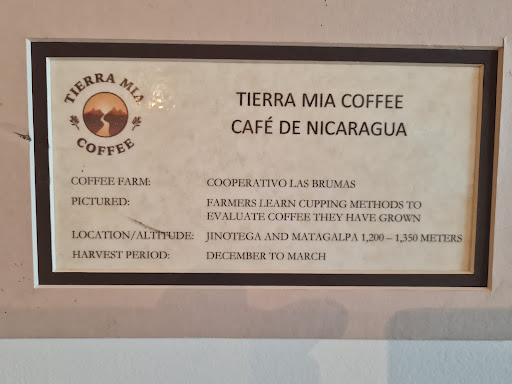 TIERRA MIA
COFFEE
TIERRA MIA COFFEE
CAFÉ DE NICARAGUA
COFFEE FARM: COOPERATIVO LAS BRUMAS
PICTURED: FARMERS LEARN CUPPING METHODS TO
EVALUATE COFFEE THEY HAVE GROWN
LOCATION/ALTITUDE: JINOTEGA AND MATAGALPA 1,200 – 1,350 METERS
HARVEST PERIOD: DECEMBER TO MARCH